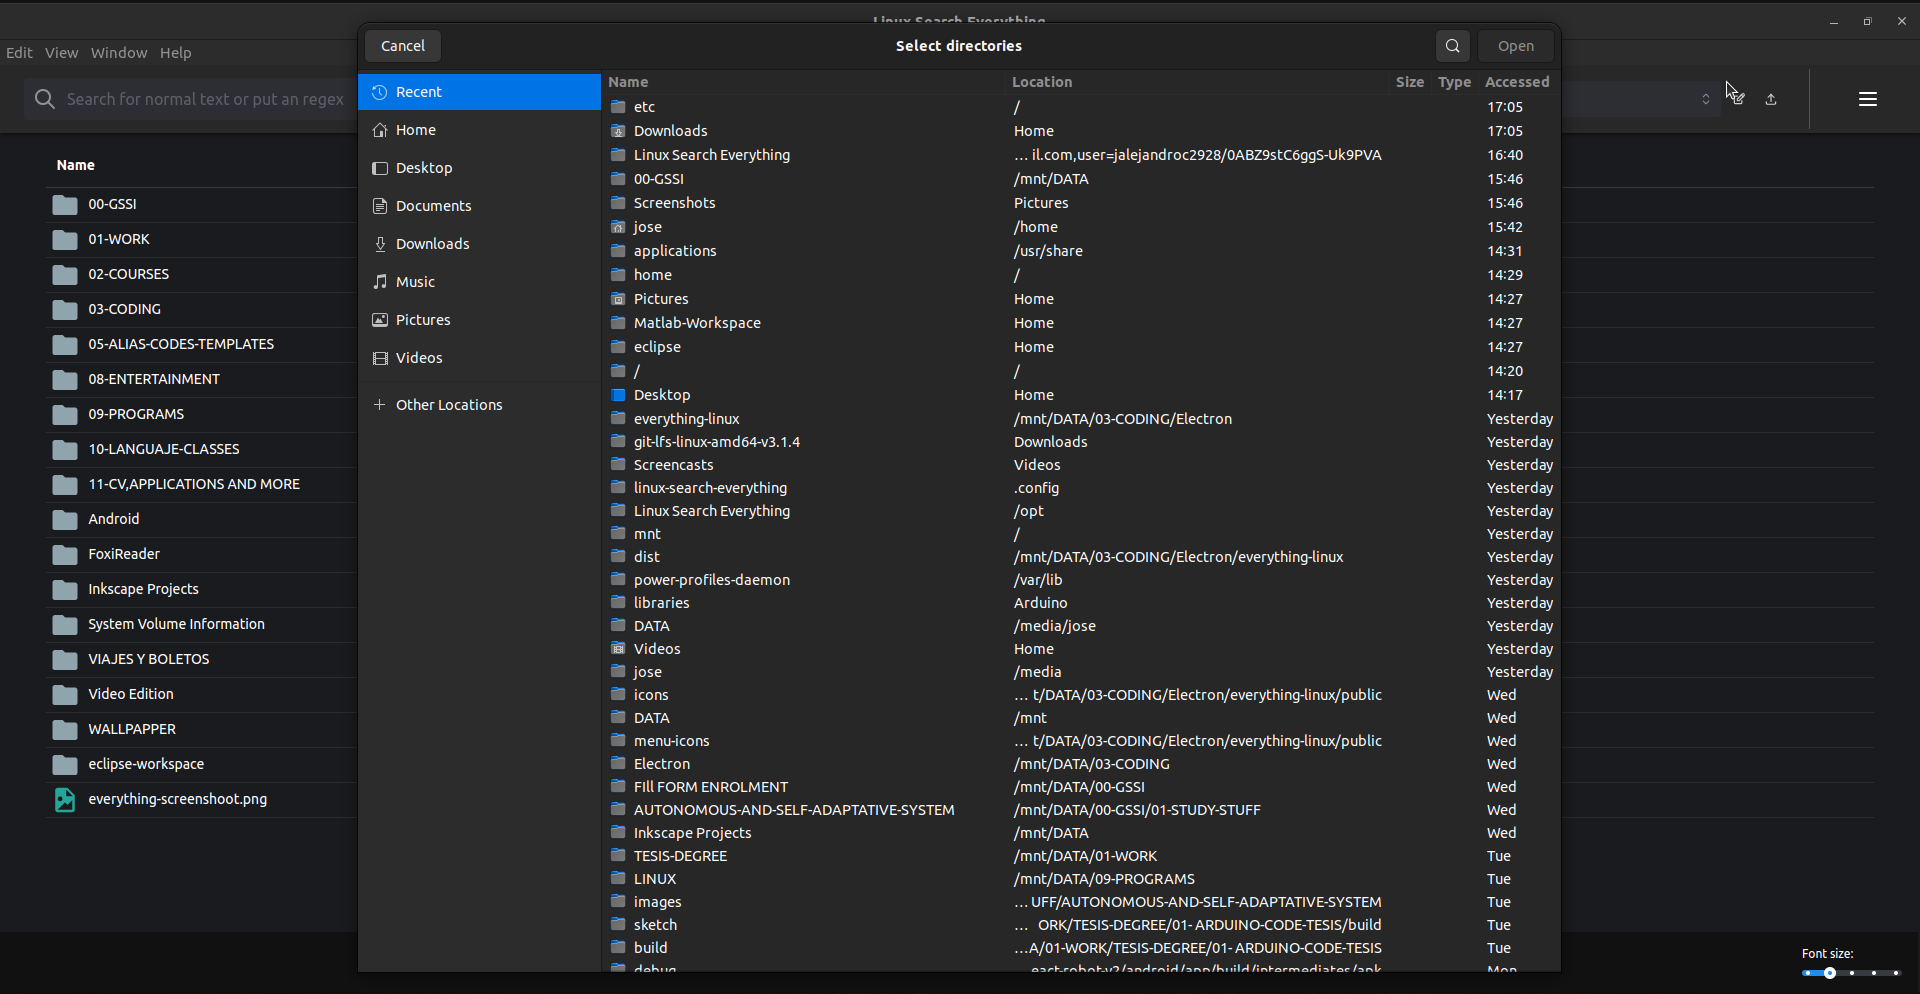 Linux Search Everything
Edit View Window Help
Search for normal text or put an regex
Name
00-GSSI
01-WORK
02-COURSES
03-CODING
05-ALIAS-CODES-TEMPLATES
08-ENTERTAINMENT
09-PROGRAMS
10-LANGUAJE-CLASSES
11-CV,APPLICATIONS AND MORE
Android
FoxiReader
Inkscape Projects
System Volume Information
VIAJES Y BOLETOS
Video Edition
WALLPAPPER
eclipse-workspace
everything-screenshoot.png
Cancel Select directories Open
Recent
Home
Desktop
Documents
Downloads
Music
Pictures
Videos
Other Locations
Name Location Size Type Accessed
etc / 17:05
Downloads Home 17:05
Linux Search Everything … il.com,user=jalejandroc2928/0ABZ9stC6ggS-Uk9PVA 16:40
00-GSSI /mnt/DATA 15:46
Screenshots Pictures 15:46
jose /home 15:42
applications /usr/share 14:31
home / 14:29
Pictures Home 14:27
Matlab-Workspace Home 14:27
eclipse Home 14:27
/ / 14:20
Desktop Home 14:17
everything-linux /mnt/DATA/03-CODING/Electron Yesterday
git-lfs-linux-amd64-v3.1.4 Downloads Yesterday
Screencasts Videos Yesterday
linux-search-everything .config Yesterday
Linux Search Everything /opt Yesterday
mnt / Yesterday
dist /mnt/DATA/03-CODING/Electron/everything-linux Yesterday
power-profiles-daemon /var/lib Yesterday
libraries Arduino Yesterday
DATA /media/jose Yesterday
Videos Home Yesterday
jose /media Yesterday
icons … t/DATA/03-CODING/Electron/everything-linux/public Wed
DATA /mnt Wed
menu-icons … t/DATA/03-CODING/Electron/everything-linux/public Wed
Electron /mnt/DATA/03-CODING Wed
FIll FORM ENROLMENT /mnt/DATA/00-GSSI Wed
AUTONOMOUS-AND-SELF-ADAPTATIVE-SYSTEM /mnt/DATA/00-GSSI/01-STUDY-STUFF Wed
Inkscape Projects /mnt/DATA Wed
TESIS-DEGREE /mnt/DATA/01-WORK Tue
LINUX /mnt/DATA/09-PROGRAMS Tue
images … UFF/AUTONOMOUS-AND-SELF-ADAPTATIVE-SYSTEM Tue
sketch … ORK/TESIS-DEGREE/01- ARDUINO-CODE-TESIS/build Tue
build …A/01-WORK/TESIS-DEGREE/01- ARDUINO-CODE-TESIS Tue
debug eact-robot-v2/android/app/build/intermediates/apk Mon
Font size: